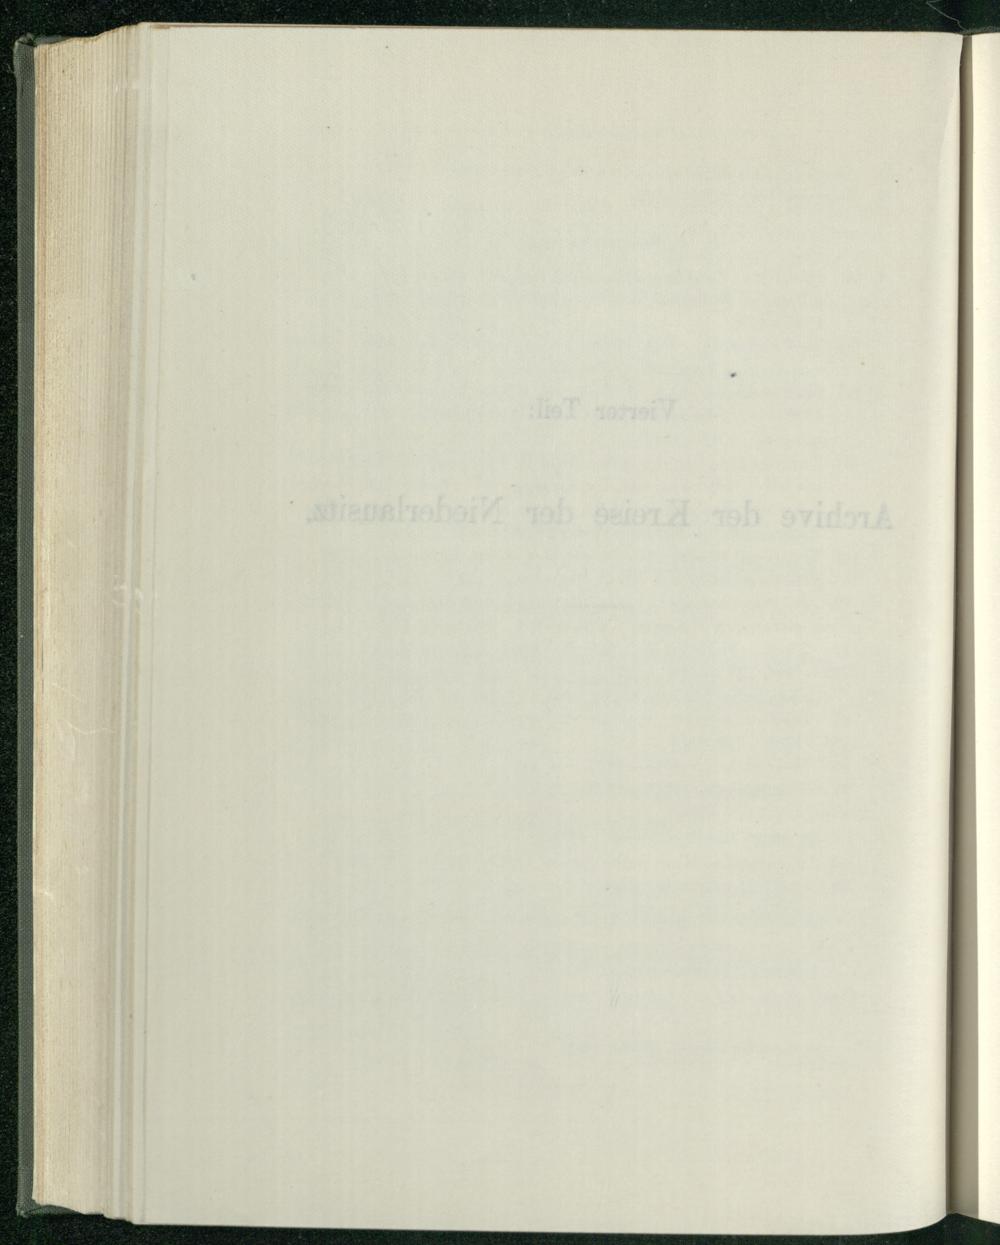 Vierter Teil:
Archive der Kreise der Niederlausitz.